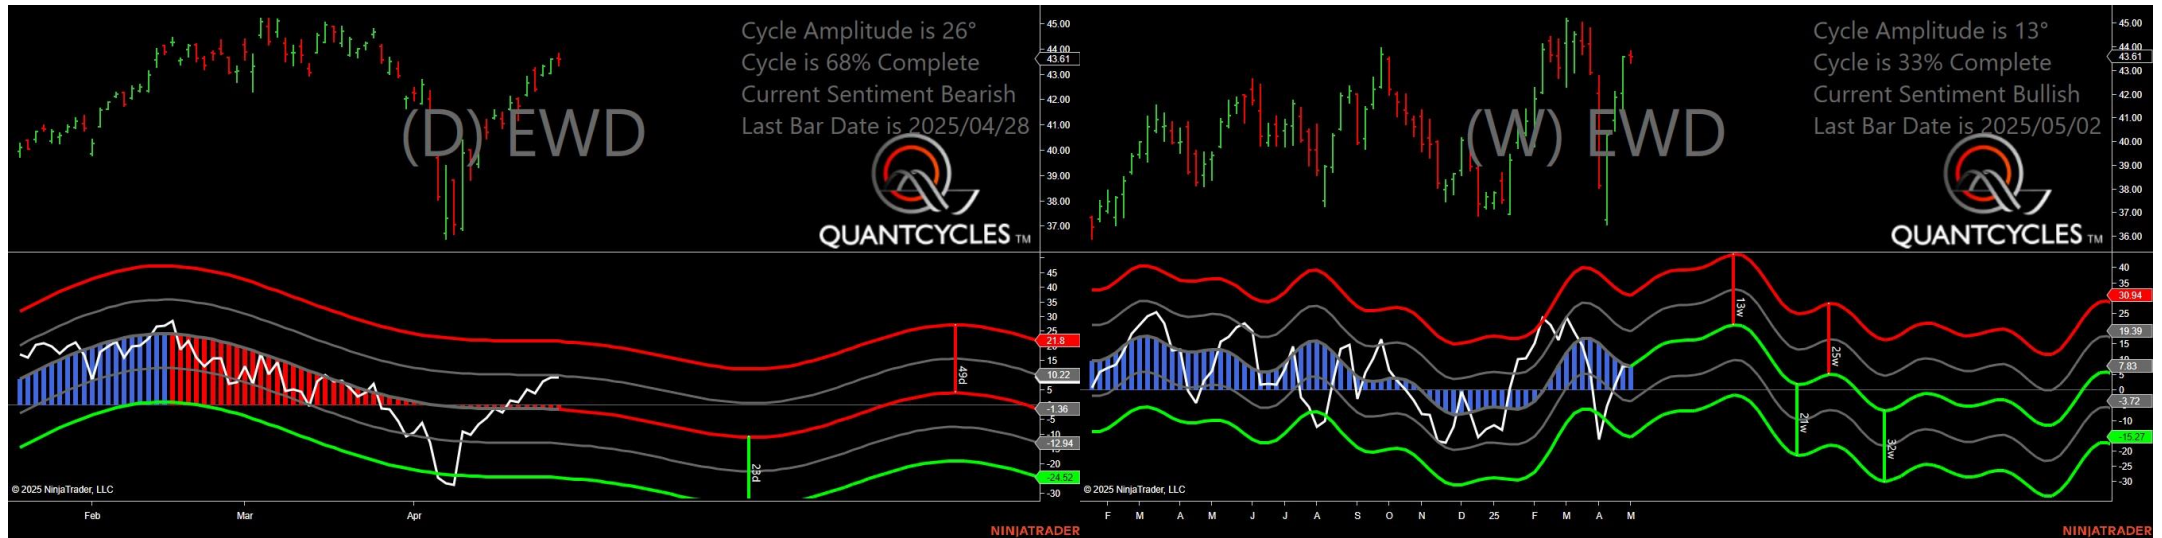 Cycle Amplitude is 26°
Cycle is 68% Complete
Current Sentiment Bearish
Last Bar Date is 2025/04/28
(D) EWD
QUANTCYCLES TM
45.00
44.00
43.61
43.00
42.00
41.00
40.00
39.00
38.00
37.00
45
40
35
30
25
21.8
15
10.22
5
-1.36
-5
-10
-12.94
-20
-24.52
-30
49d
23d
© 2025 NinjaTrader, LLC
Feb Mar Apr
NINJATRADER
Cycle Amplitude is 13°
Cycle is 33% Complete
Current Sentiment Bullish
Last Bar Date is 2025/05/02
(W) EWD
QUANTCYCLES TM
45.00
44.00
43.61
43.00
42.00
41.00
40.00
39.00
38.00
37.00
36.00
40
35
30.94
25
19.39
15
7.83
5
0
-3.72
-10
-15.27
-20
-25
-30
13w
25w
21w
32w
© 2025 NinjaTrader, LLC
F M A M J J A S O N D 25 F M A M
NINJATRADER